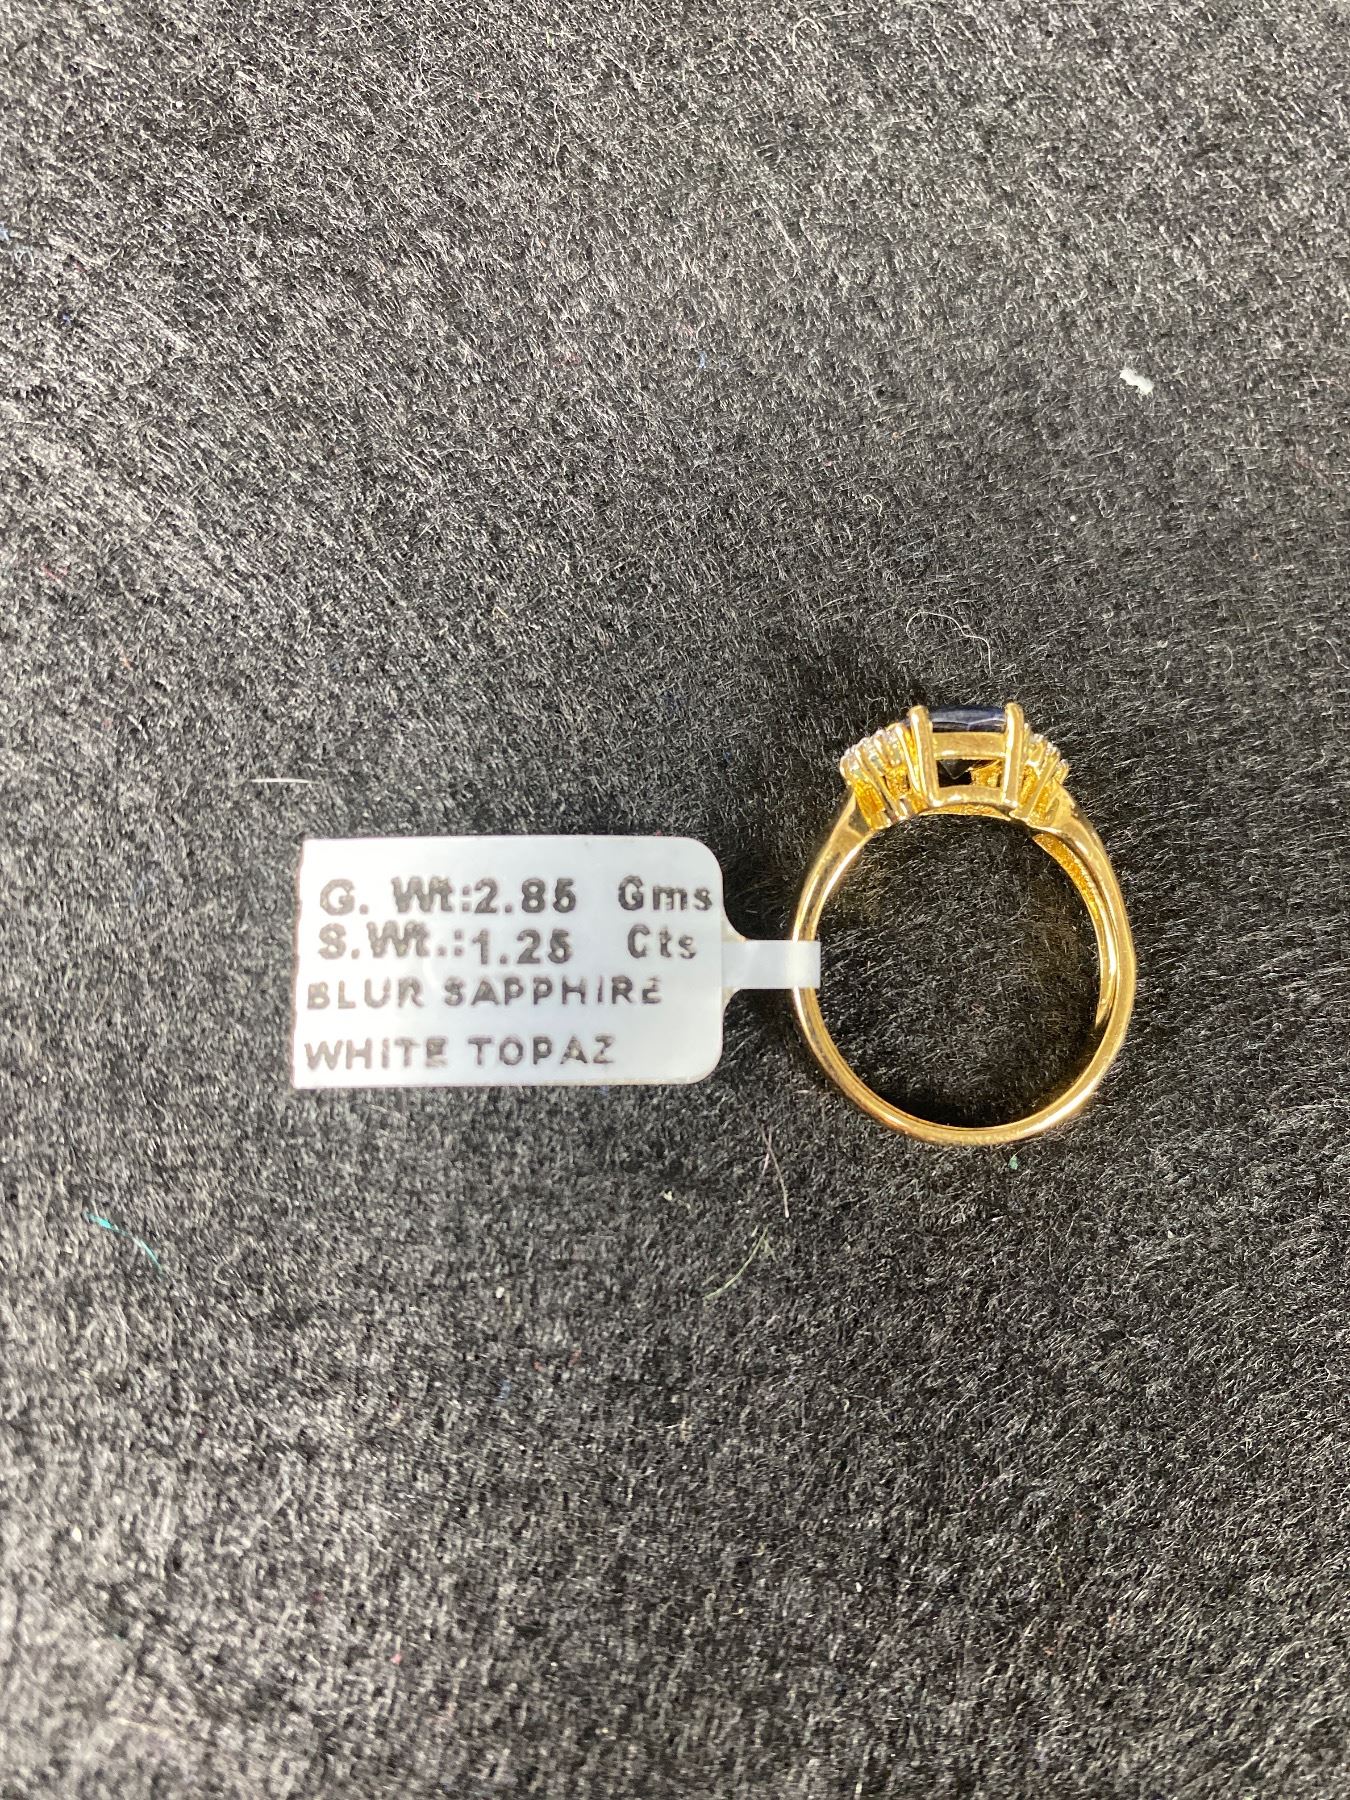 G. Wt:2.85 Gms
S.Wt.:1.25 Cts
BLUR SAPPHIRE
WHITE TOPAZ